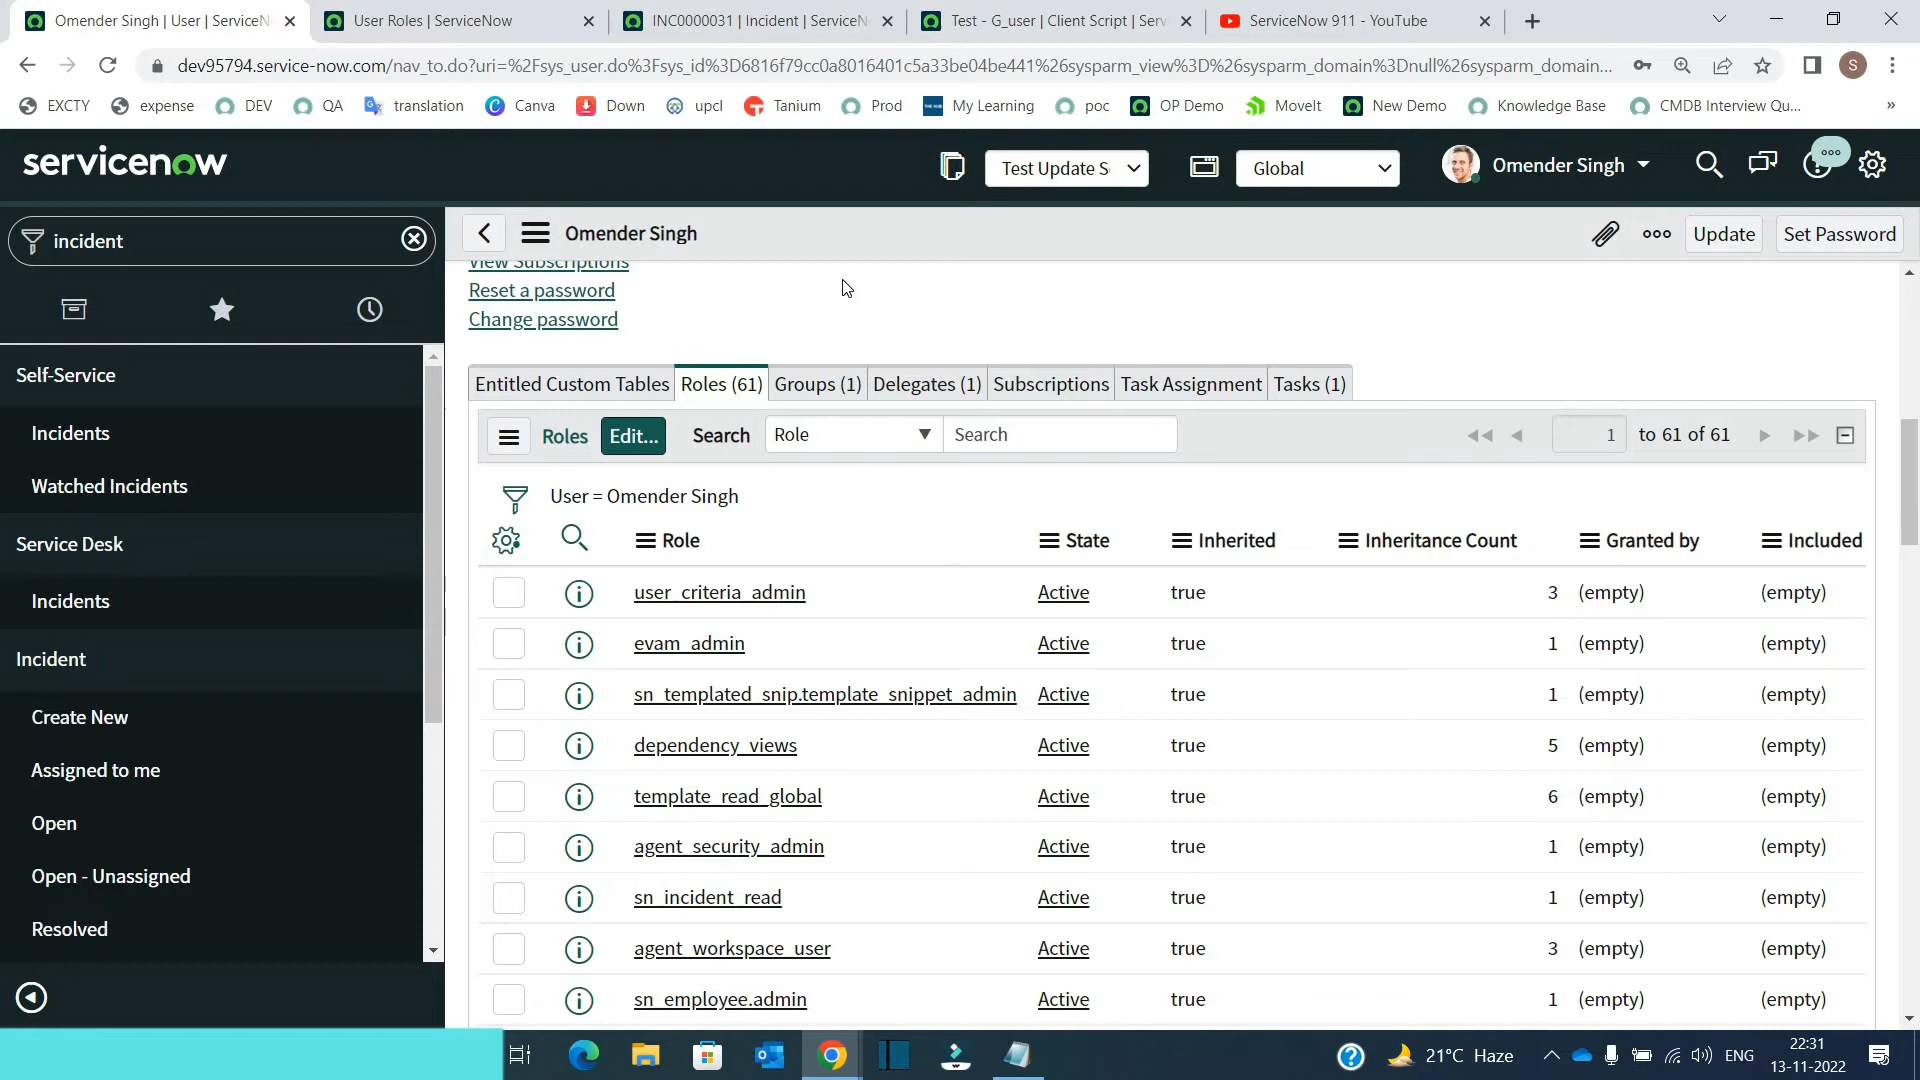 Omender Singh | User | ServiceN
User Roles | ServiceNow
INC0000031 | Incident | ServiceN
Test - G_user | Client Script | Serv
ServiceNow 911 - YouTube
dev95794.service-now.com/nav_to.do?uri=%2Fsys_user.do%3Fsys_id%3D6816f79cc0a8016401c5a33be04be441%26sysparm_view%3D%26sysparm_domain%3Dnull%26sysparm_domain...
S
EXCTY
expense
DEV
QA
translation
Canva
Down
upcl
Tanium
Prod
My Learning
poc
OP Demo
MoveIt
New Demo
Knowledge Base
CMDB Interview Qu...
»
servicenow
Test Update S
Global
Omender Singh
incident
Omender Singh
Update
Set Password
View Subscriptions
Reset a password
Change password
Self-Service
Incidents
Watched Incidents
Service Desk
Incidents
Incident
Create New
Assigned to me
Open
Open - Unassigned
Resolved
Entitled Custom Tables
Roles (61)
Groups (1)
Delegates (1)
Subscriptions
Task Assignment
Tasks (1)
Roles
Edit...
Search
Role
Search
1
to 61 of 61
User = Omender Singh
Role State Inherited Inheritance Count Granted by Included
user_criteria_admin Active true 3 (empty) (empty)
evam_admin Active true 1 (empty) (empty)
sn_templated_snip.template_snippet_admin Active true 1 (empty) (empty)
dependency_views Active true 5 (empty) (empty)
template_read_global Active true 6 (empty) (empty)
agent_security_admin Active true 1 (empty) (empty)
sn_incident_read Active true 1 (empty) (empty)
agent_workspace_user Active true 3 (empty) (empty)
sn_employee.admin Active true 1 (empty) (empty)
21°C Haze
ENG
22:31
13-11-2022